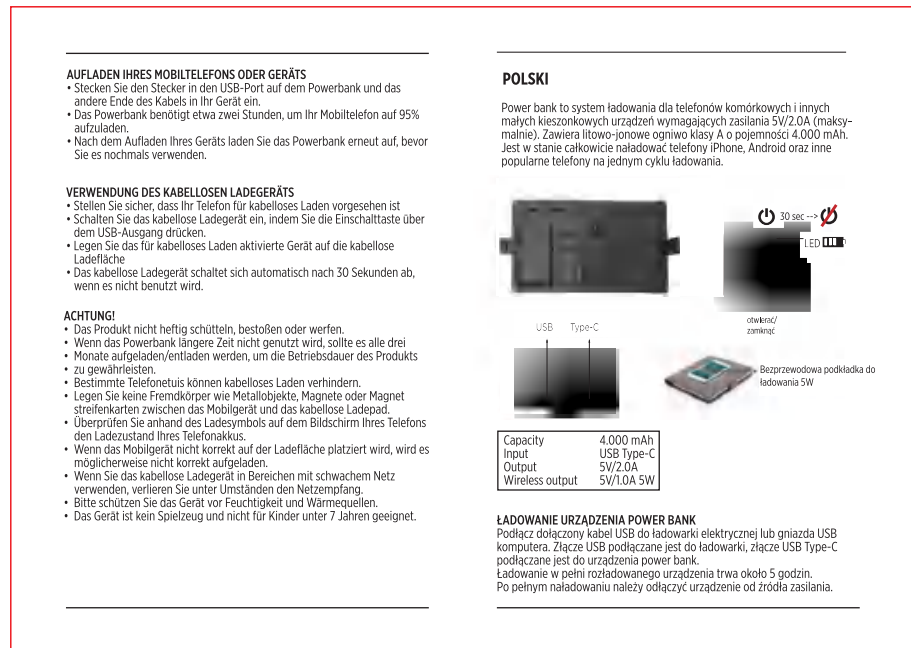 AUFLADEN IHRES MOBILTELEFONS ODER GERÄTS
• Stecken Sie den Stecker in den USB-Port auf dem Powerbank und das
andere Ende des Kabels in Ihr Gerät ein.
• Das Powerbank benötigt etwa zwei Stunden, um Ihr Mobiltelefon auf 95%
aufzuladen.
• Nach dem Aufladen Ihres Geräts laden Sie das Powerbank erneut auf, bevor
Sie es nochmals verwenden.
VERWENDUNG DES KABELLOSEN LADEGERÄTS
• Stellen Sie sicher, dass Ihr Telefon für kabelloses Laden vorgesehen ist
• Schalten Sie das kabellose Ladegerät ein, indem Sie die Einschalttaste über
dem USB-Ausgang drücken.
• Legen Sie das für kabelloses Laden aktivierte Gerät auf die kabellose
Ladefläche
• Das kabellose Ladegerät schaltet sich automatisch nach 30 Sekunden ab,
wenn es nicht benutzt wird.
ACHTUNG!
• Das Produkt nicht heftig schütteln, bestoßen oder werfen.
• Wenn das Powerbank längere Zeit nicht genutzt wird, sollte es alle drei
• Monate aufgeladen/entladen werden, um die Betriebsdauer des Produkts
• zu gewährleisten.
• Bestimmte Telefonetuis können kabelloses Laden verhindern.
• Legen Sie keine Fremdkörper wie Metallobjekte, Magnete oder Magnet
streifenkarten zwischen das Mobilgerät und das kabellose Ladepad.
• Überprüfen Sie anhand des Ladesymbols auf dem Bildschirm Ihres Telefons
den Ladezustand Ihres Telefonakkus.
• Wenn das Mobilgerät nicht korrekt auf der Ladefläche platziert wird, wird es
möglicherweise nicht korrekt aufgeladen.
• Wenn Sie das kabellose Ladegerät in Bereichen mit schwachem Netz
verwenden, verlieren Sie unter Umständen den Netzempfang.
• Bitte schützen Sie das Gerät vor Feuchtigkeit und Wärmequellen.
• Das Gerät ist kein Spielzeug und nicht für Kinder unter 7 Jahren geeignet.
POLSKI
Power bank to system ładowania dla telefonów komórkowych i innych
małych kieszonkowych urządzeń wymagających zasilania 5V/2.0A (maksy-
malnie). Zawiera litowo-jonowe ogniwo klasy A o pojemności 4.000 mAh.
Jest w stanie całkowicie naładować telefony iPhone, Android oraz inne
popularne telefony na jednym cyklu ładowania.
30 sec -->
LED
otwierać/
zamknąć
USB Type-C
Bezprzewodowa podkładka do
ładowania 5W
Capacity 4.000 mAh
Input USB Type-C
Output 5V/2.0A
Wireless output 5V/1.0A 5W
ŁADOWANIE URZĄDZENIA POWER BANK
Podłącz dołączony kabel USB do ładowarki elektrycznej lub gniazda USB
komputera. Złącze USB podłączane jest do ładowarki, złącze USB Type-C
podłączane jest do urządzenia power bank.
Ładowanie w pełni rozładowanego urządzenia trwa około 5 godzin.
Po pełnym naładowaniu należy odłączyć urządzenie od źródła zasilania.